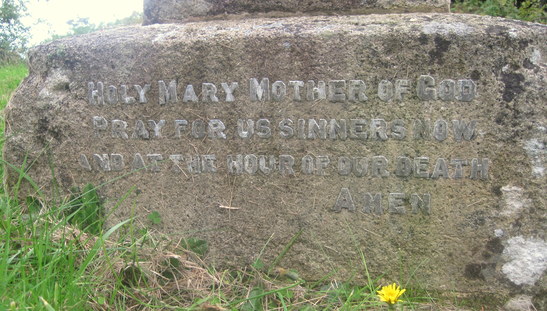 HOLY MARY MOTHER OF GOD
PRAY FOR US SINNERS NOW
AND AT THE HOUR OF OUR DEATH
AMEN